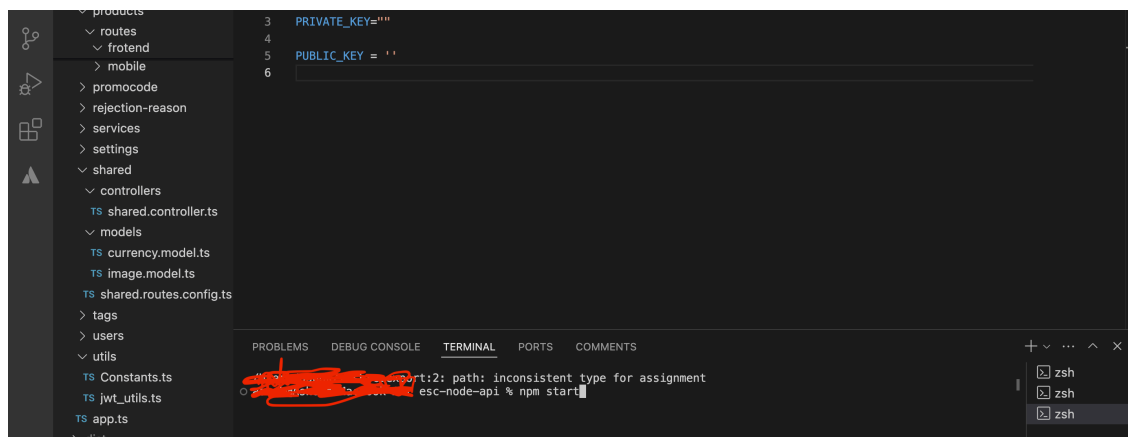 products
routes
frotend
mobile
promocode
rejection-reason
services
settings
shared
controllers
TS shared.controller.ts
models
TS currency.model.ts
TS image.model.ts
TS shared.routes.config.ts
tags
users
utils
TS Constants.ts
TS jwt_utils.ts
TS app.ts
3 PRIVATE_KEY=""
4
5 PUBLIC_KEY = ''
6
PROBLEMS DEBUG CONSOLE TERMINAL PORTS COMMENTS
:2: path: inconsistent type for assignment
esc-node-api % npm start
zsh
zsh
zsh